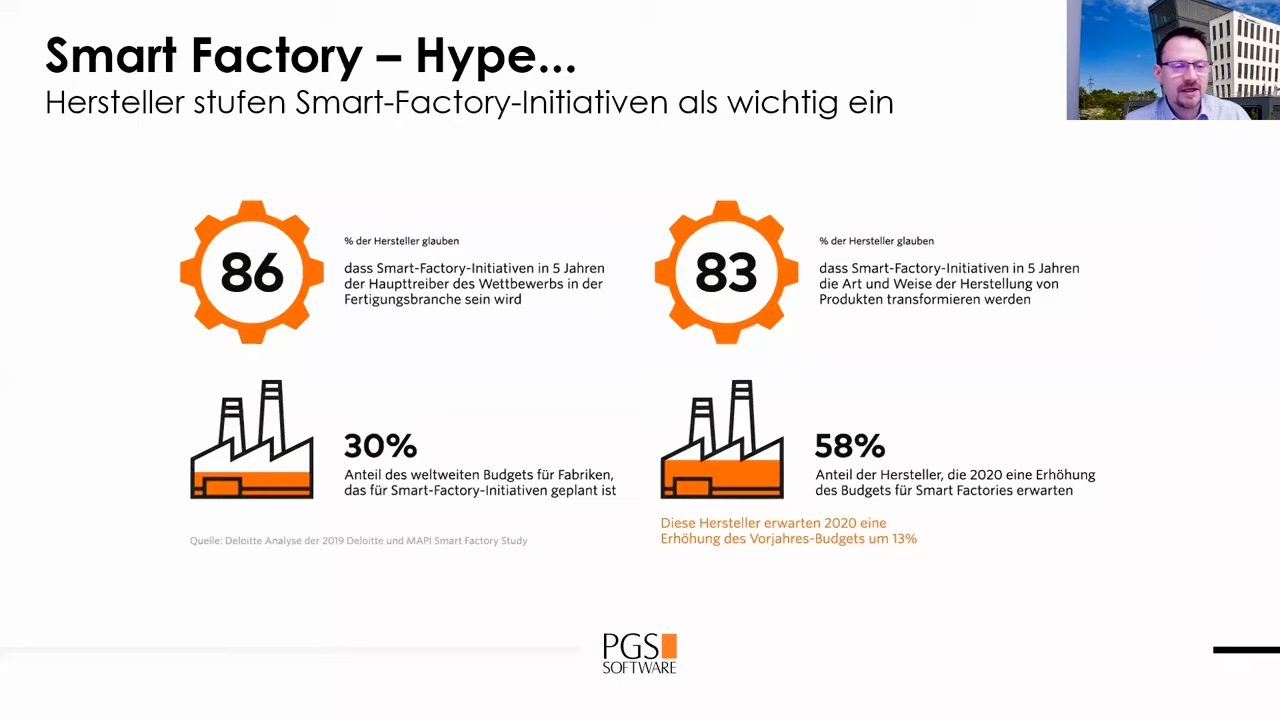 Smart Factory – Hype...
Hersteller stufen Smart-Factory-Initiativen als wichtig ein
86
% der Hersteller glauben
dass Smart-Factory-Initiativen in 5 Jahren
der Haupttreiber des Wettbewerbs in der
Fertigungsbranche sein wird
83
% der Hersteller glauben
dass Smart-Factory-Initiativen in 5 Jahren
die Art und Weise der Herstellung von
Produkten transformieren werden
30%
Anteil des weltweiten Budgets für Fabriken,
das für Smart-Factory-Initiativen geplant ist
58%
Anteil der Hersteller, die 2020 eine Erhöhung
des Budgets für Smart Factories erwarten
Diese Hersteller erwarten 2020 eine
Erhöhung des Vorjahres-Budgets um 13%
Quelle: Deloitte Analyse der 2019 Deloitte und MAPI Smart Factory Study
PGS
SOFTWARE